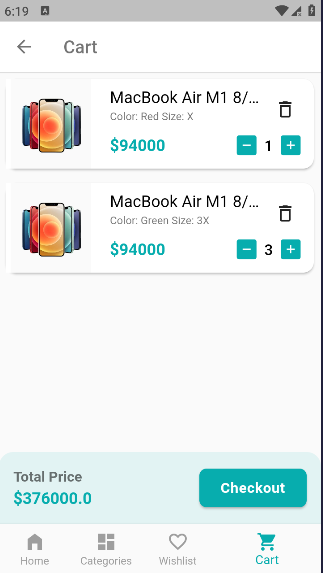 6:19
A
Cart
MacBook Air M1 8/...
Color: Red Size: X
$94000
− 1 +
MacBook Air M1 8/...
Color: Green Size: 3X
$94000
− 3 +
Total Price
$376000.0
Checkout
Home
Categories
Wishlist
Cart